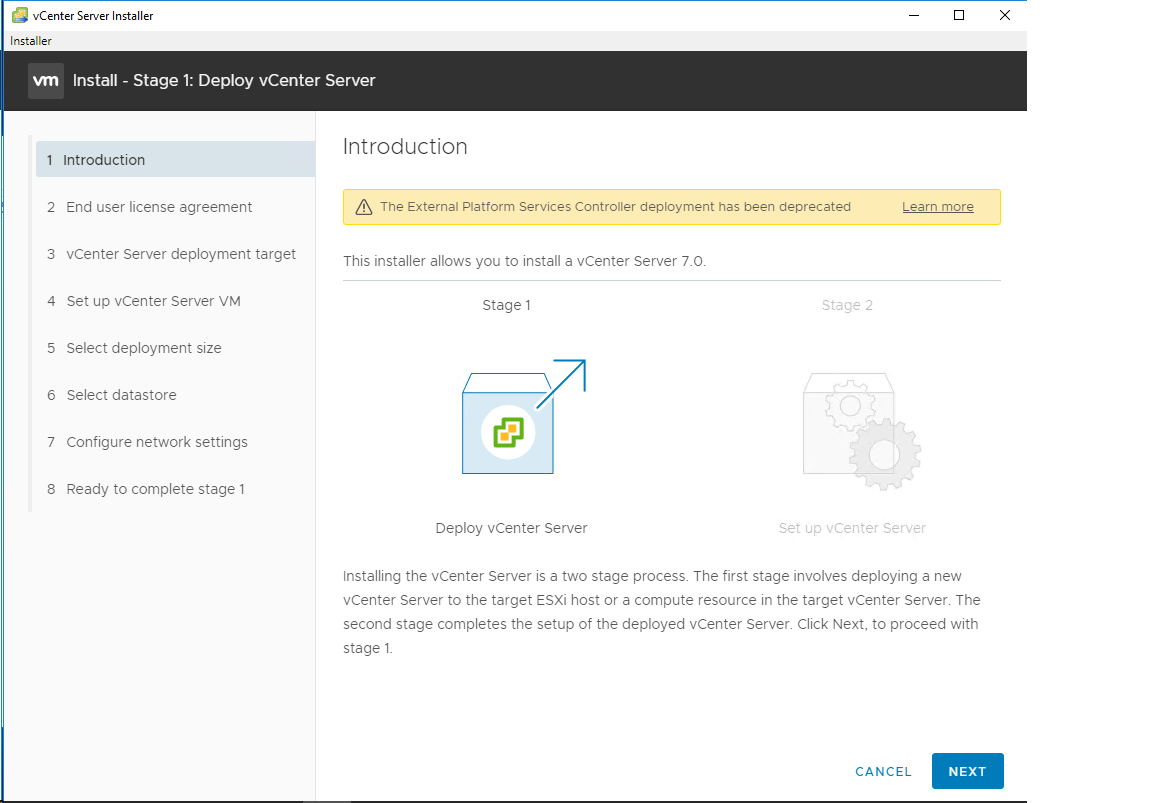 vCenter Server Installer
Installer
vm Install - Stage 1: Deploy vCenter Server
1 Introduction
2 End user license agreement
3 vCenter Server deployment target
4 Set up vCenter Server VM
5 Select deployment size
6 Select datastore
7 Configure network settings
8 Ready to complete stage 1
Introduction
The External Platform Services Controller deployment has been deprecated Learn more
This installer allows you to install a vCenter Server 7.0.
Stage 1 Stage 2
Deploy vCenter Server Set up vCenter Server
Installing the vCenter Server is a two stage process. The first stage involves deploying a new
vCenter Server to the target ESXi host or a compute resource in the target vCenter Server. The
second stage completes the setup of the deployed vCenter Server. Click Next, to proceed with
stage 1.
CANCEL NEXT